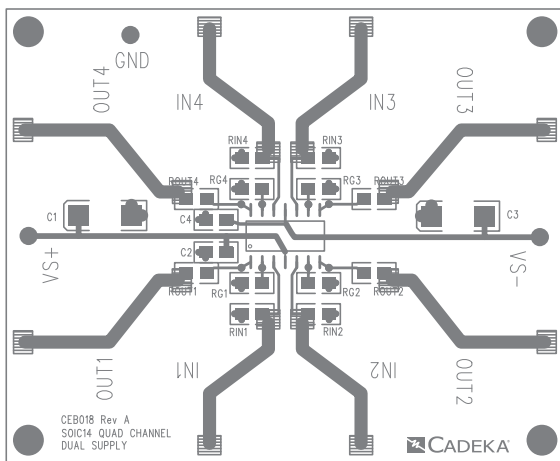 GND
OUT4
IN4
IN3
OUT3
RIN4
RIN3
RG4
RG3
ROUT4
ROUT3
C1
C4
C3
VS+
C2
VS-
ROUT1
RG1
RG2
ROUT2
RIN1
RIN2
OUT1
IN1
IN2
OUT2
CEB018 Rev A
SOIC14 QUAD CHANNEL
DUAL SUPPLY
CADEKA